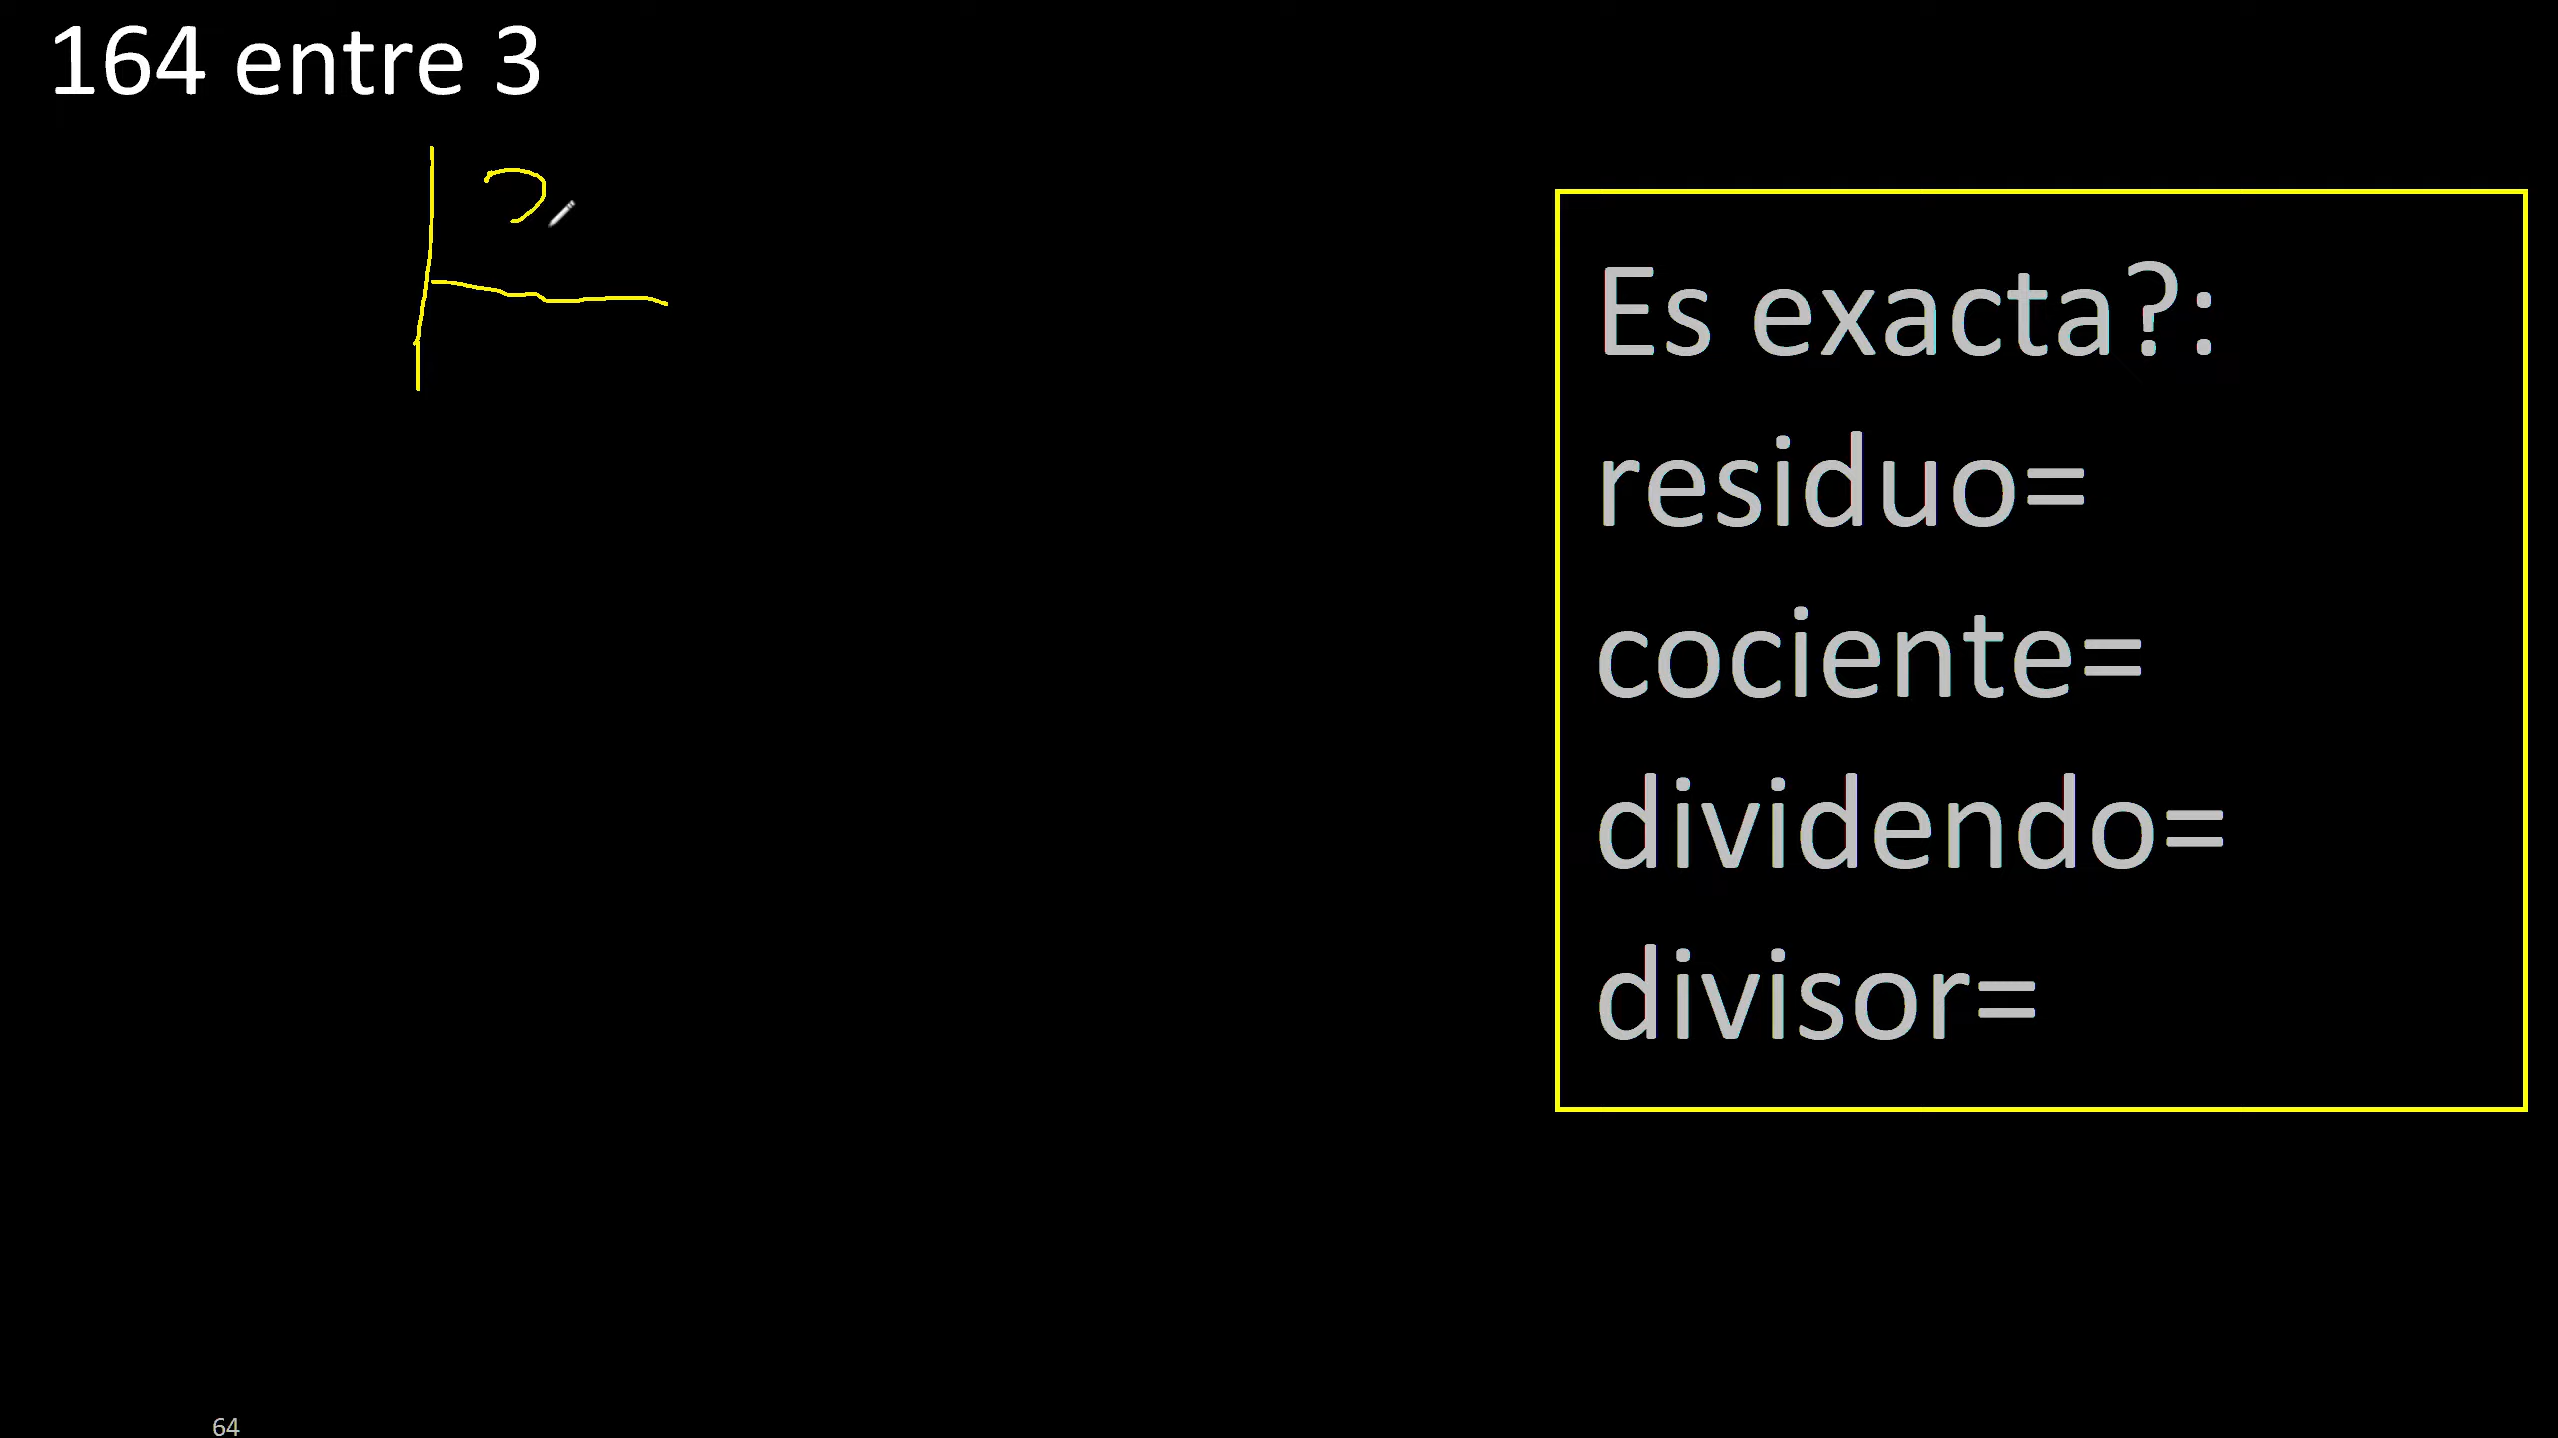 164 entre 3
Es exacta?:
residuo=
cociente=
dividendo=
divisor=
64